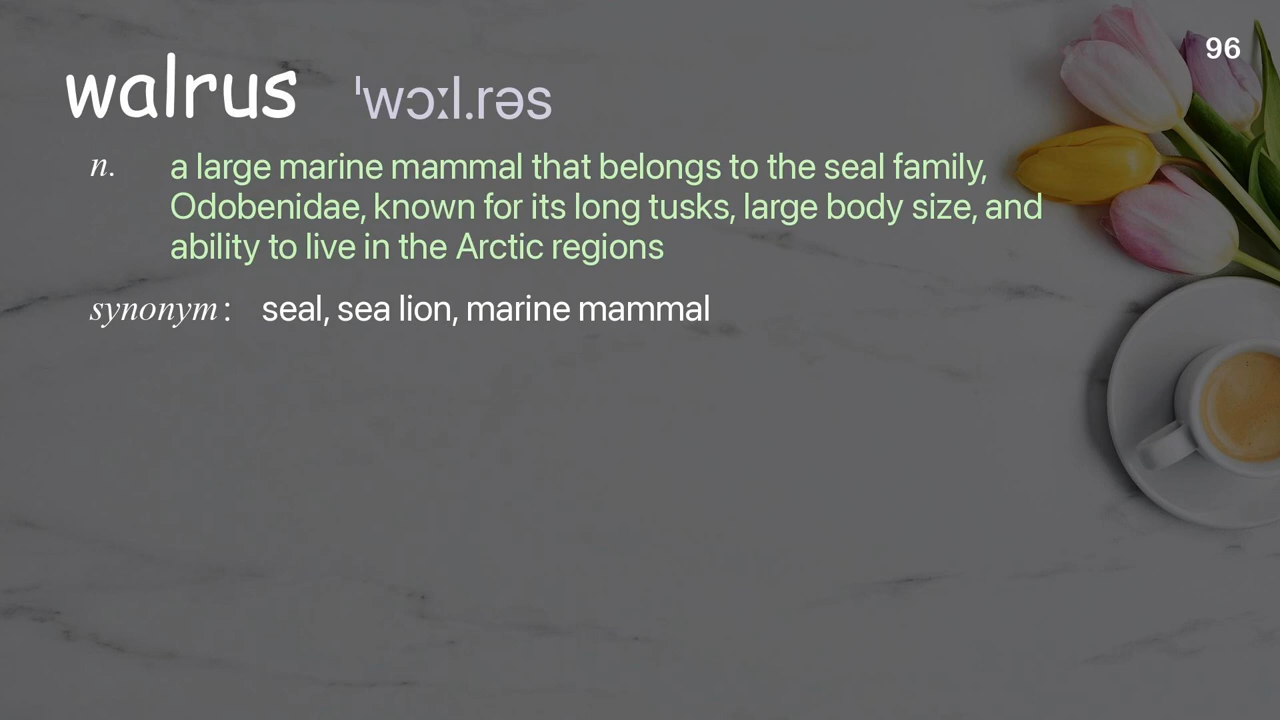 96
walrus ˈwɔːl.rəs
n. a large marine mammal that belongs to the seal family,
Odobenidae, known for its long tusks, large body size, and
ability to live in the Arctic regions
synonym: seal, sea lion, marine mammal